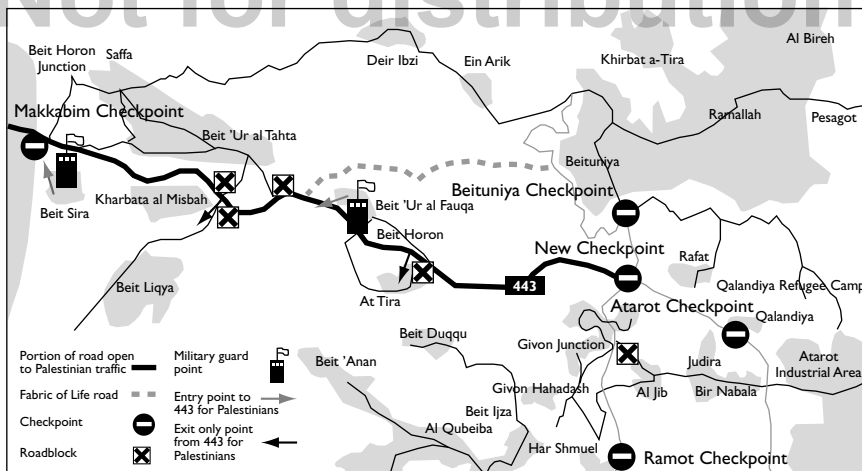 Not for distribution
Al Bireh
Beit Horon
Junction
Saffa
Deir Ibzi
Ein Arik
Khirbat a-Tira
Makkabim Checkpoint
Ramallah
Pesagot
Beit 'Ur al Tahta
Beituniya
Beit Sira
Kharbata al Misbah
Beituniya Checkpoint
Beit 'Ur al Fauqa
Beit Horon
New Checkpoint
Rafat
443
Qalandiya Refugee Camp
Beit Liqya
At Tira
Atarot Checkpoint
Qalandiya
Beit Duqqu
Givon Junction
Beit 'Anan
Judira
Atarot
Industrial Area
Givon Hahadash
Al Jib
Bir Nabala
Beit Ijza
Al Qubeiba
Har Shmuel
Ramot Checkpoint
Portion of road open
to Palestinian traffic
Military guard
point
Fabric of Life road
Entry point to
443 for Palestinians
Checkpoint
Exit only point
from 443 for
Palestinians
Roadblock